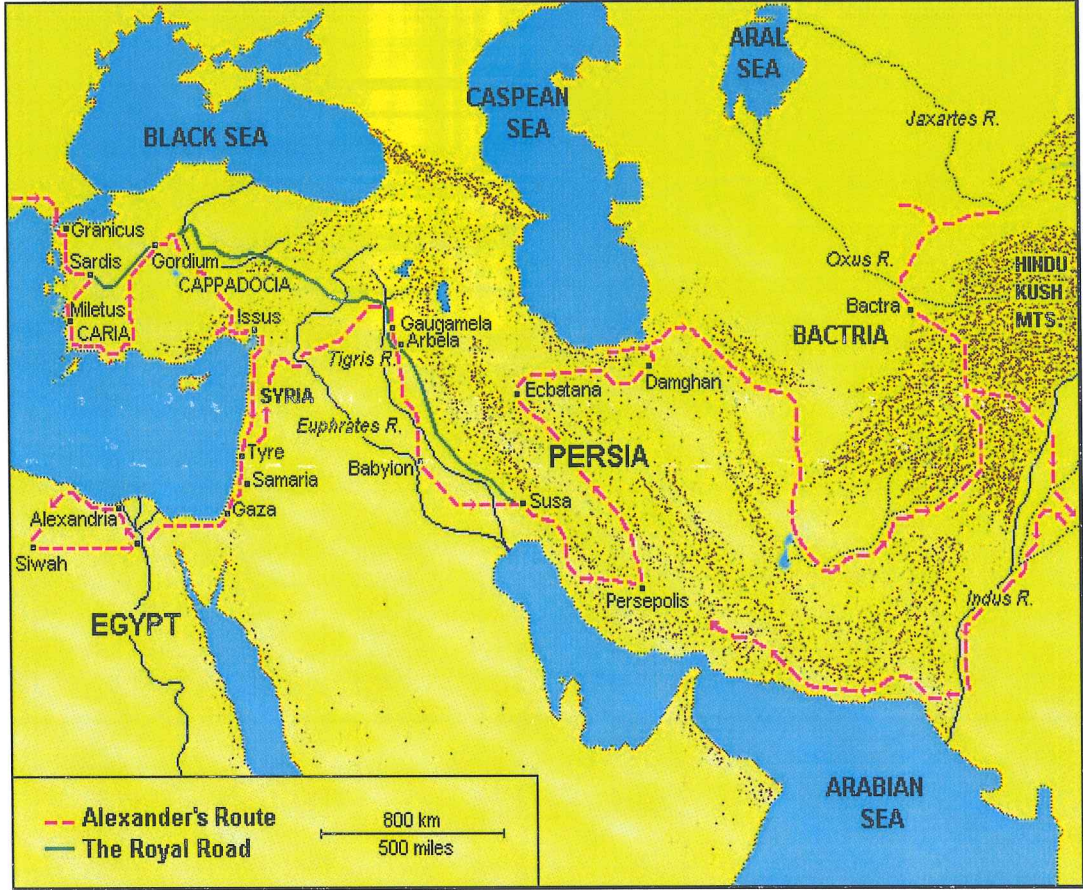 ARAL
SEA
CASPEAN
SEA
BLACK SEA
Jaxartes R.
Granicus
Sardis
Gordium
CAPPADOCIA
Miletus
CARIA
Issus
Oxus R.
HINDU
KUSH
MTS.
Bactra
BACTRIA
Gaugamela
Arbela
Tigris R.
SYRIA
Euphrates R.
Ecbatana
Damghan
PERSIA
Tyre
Samaria
Babylon
Susa
Gaza
Alexandria
Siwah
EGYPT
Persepolis
Indus R.
ARABIAN
SEA
Alexander's Route
The Royal Road
800 km
500 miles